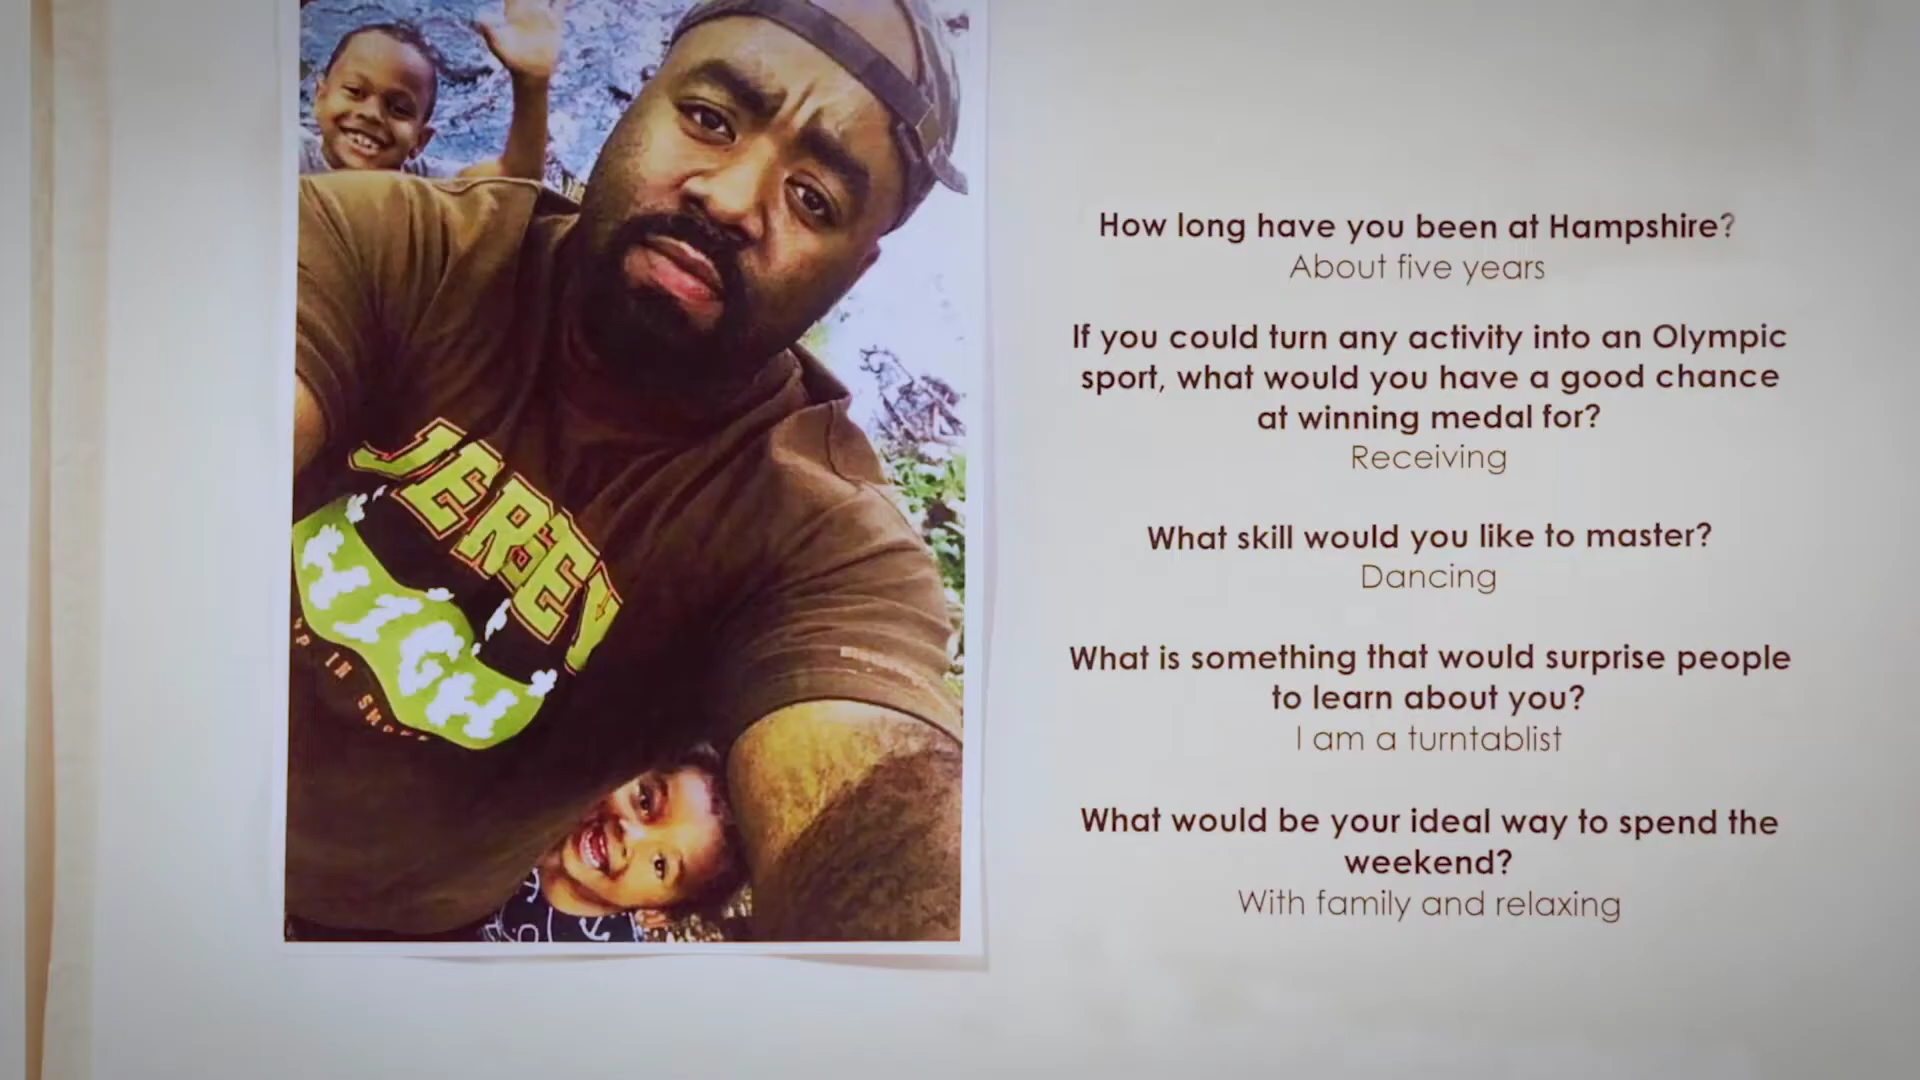 JERSEY
HIGH
UP IN SMOKE
How long have you been at Hampshire?
About five years
If you could turn any activity into an Olympic
sport, what would you have a good chance
at winning medal for?
Receiving
What skill would you like to master?
Dancing
What is something that would surprise people
to learn about you?
I am a turntablist
What would be your ideal way to spend the
weekend?
With family and relaxing